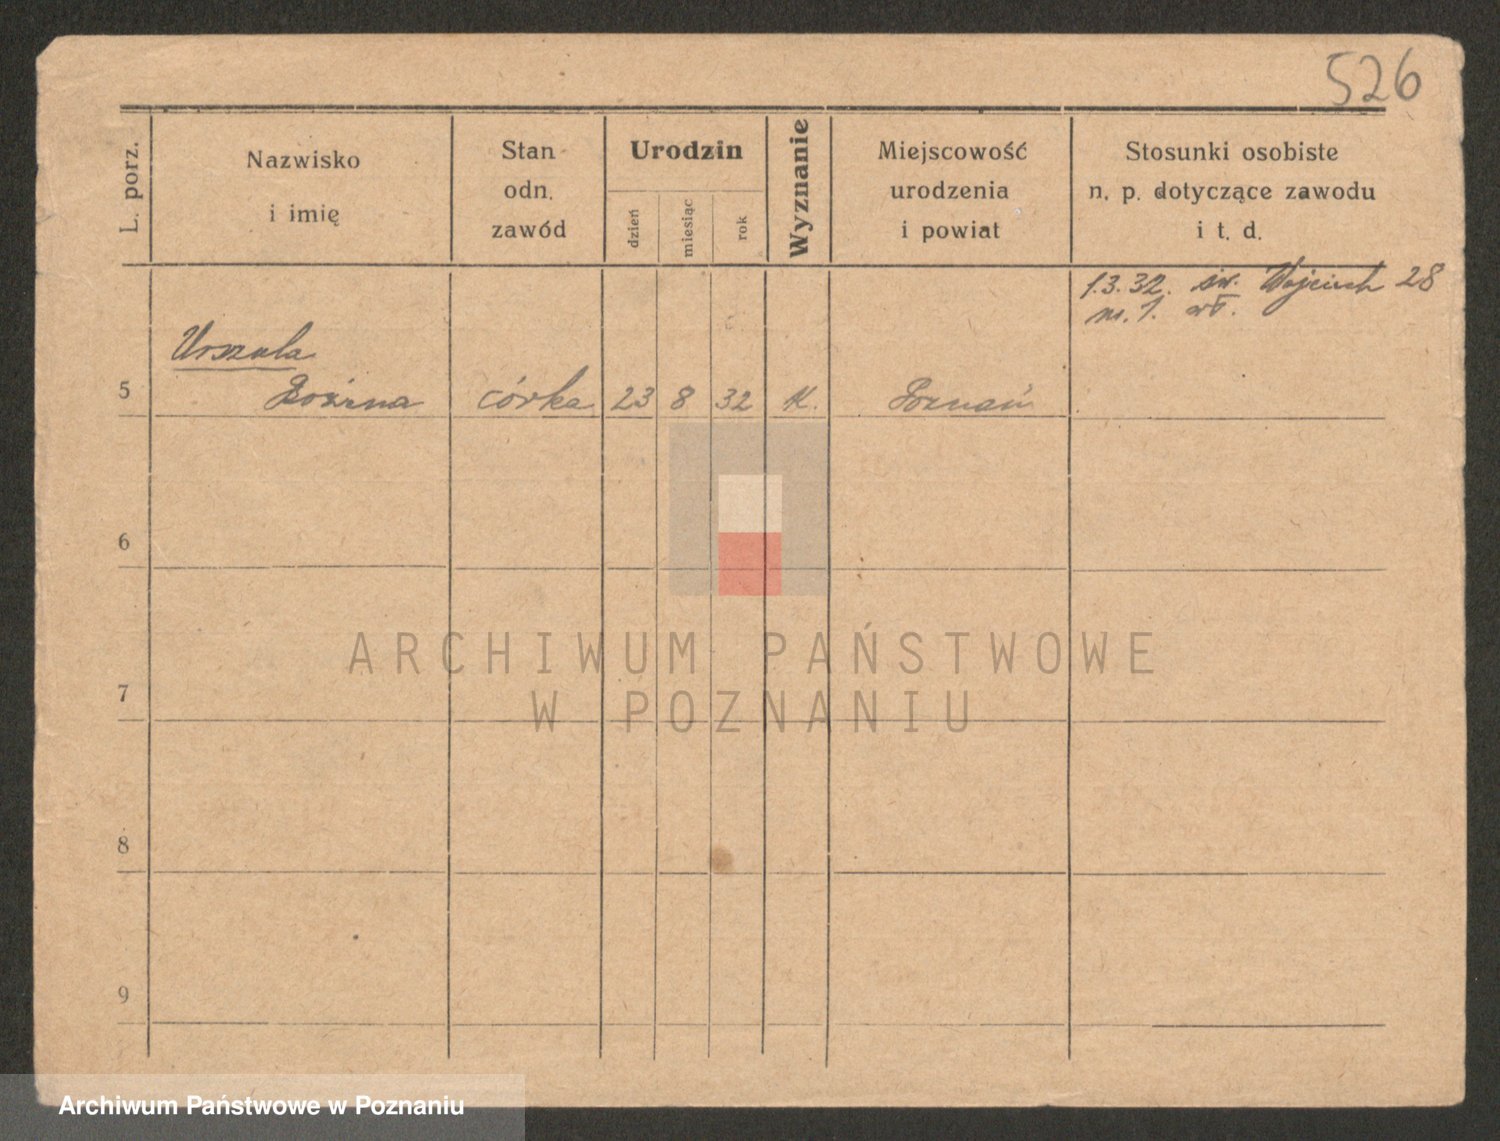 526
L. porz.
Nazwisko
i imię
Stan
odn.
zawód
Urodzin
dzień
miesiąc
rok
Wyznanie
Miejscowość
urodzenia
i powiat
Stosunki osobiste
n. p. dotyczące zawodu
i t. d.
1.3.32. św. Wojciech 28
m. 1. wł.
Urszula
5 Bożena córka 23 8 32 K. Poznań
6
7
8
9
ARCHIWUM PAŃSTWOWE
W POZNANIU
Archiwum Państwowe w Poznaniu